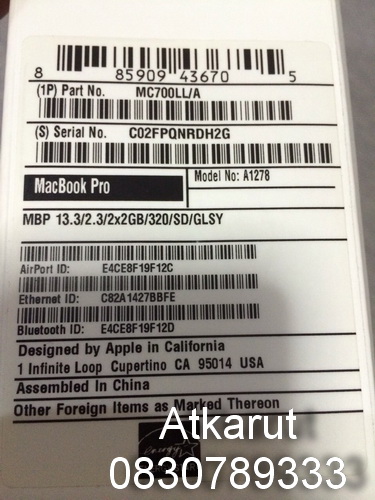 8 85909 43670 5
(1P) Part No. MC700LL/A
(S) Serial No. C02FPQNRDH2G
MacBook Pro Model No: A1278
MBP 13.3/2.3/2x2GB/320/SD/GLSY
AirPort ID: E4CE8F19F12C
Ethernet ID: C82A1427BBFE
Bluetooth ID: E4CE8F19F12D
Designed by Apple in California
1 Infinite Loop Cupertino CA 95014 USA
Assembled In China
Other Foreign Items as Marked Thereon
Atkarut
0830789333